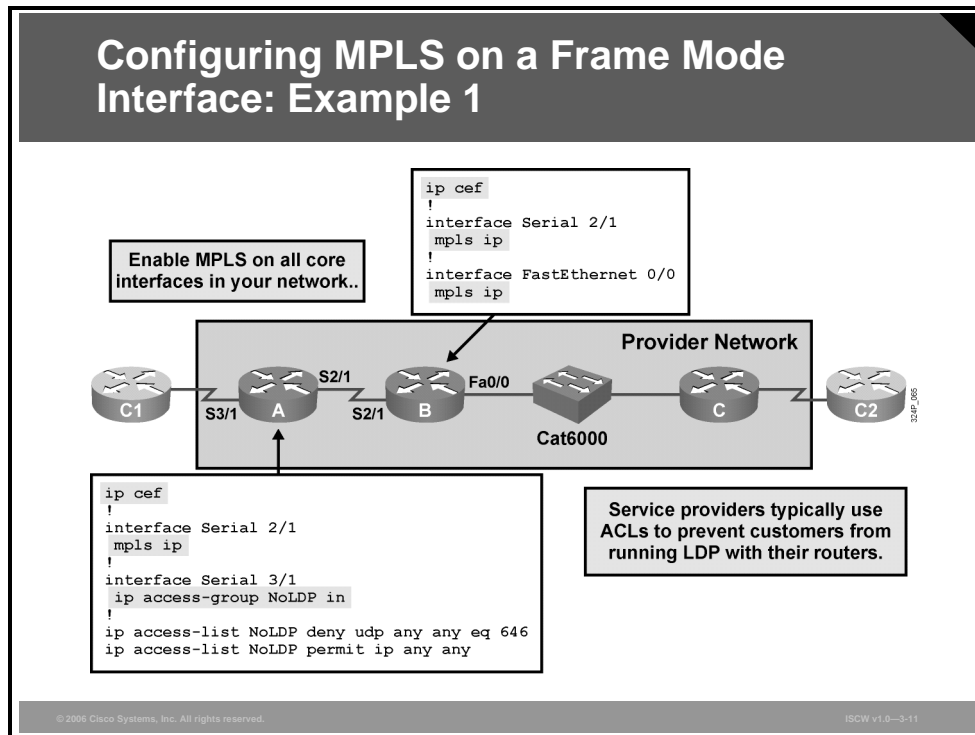 Configuring MPLS on a Frame Mode
Interface: Example 1
ip cef
!
interface Serial 2/1
mpls ip
!
interface FastEthernet 0/0
mpls ip
Enable MPLS on all core
interfaces in your network..
Provider Network
C1
S3/1
A
S2/1
S2/1
B
Fa0/0
Cat6000
C
C2
324P_065
ip cef
!
interface Serial 2/1
mpls ip
!
interface Serial 3/1
ip access-group NoLDP in
!
ip access-list NoLDP deny udp any any eq 646
ip access-list NoLDP permit ip any any
Service providers typically use
ACLs to prevent customers from
running LDP with their routers.
© 2006 Cisco Systems, Inc. All rights reserved.
ISCW v1.0—3-11